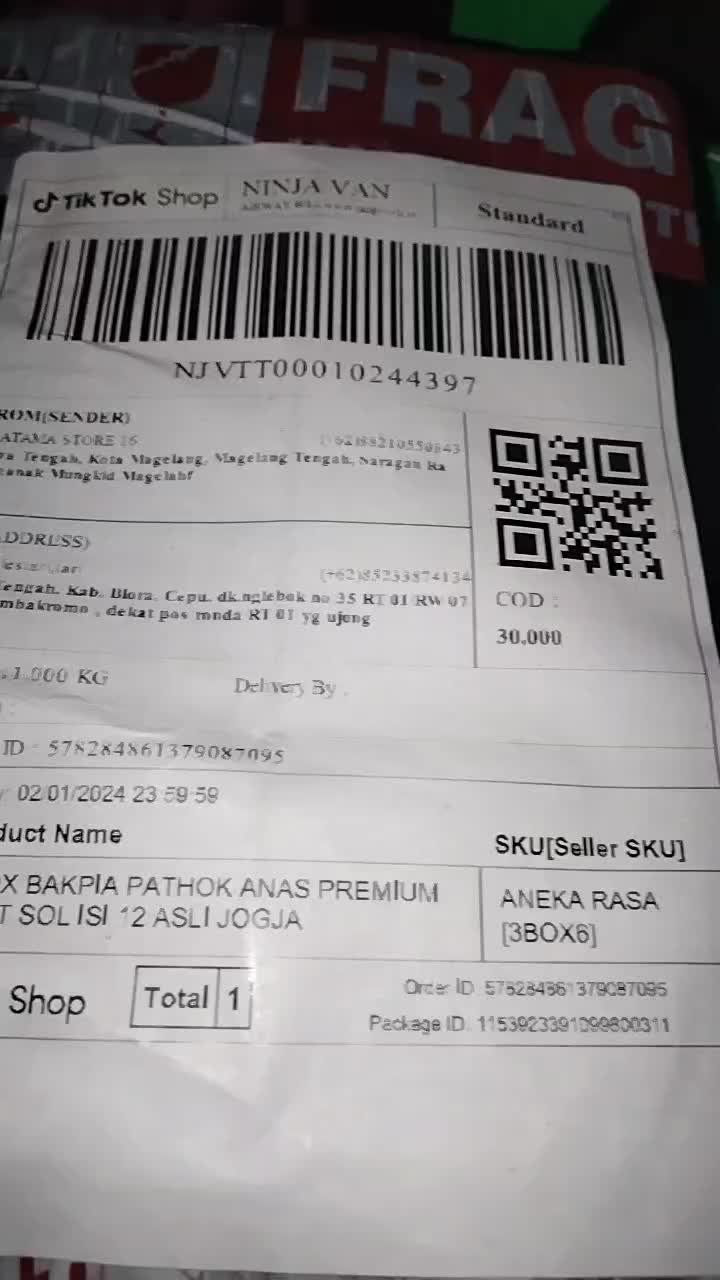 FRAG
TikTok Shop
NINJA VAN
Standard
NJVTT00010244397
ROM(SENDER)
ATAMA STORE 16
Tengah, Kota Magelang, Magelang Tengah,
Mungkid
DDRESS)
(+62)85233874134
engah, Kab. Blora, Cepu, dk.nglebok no 35 RT 01 RW 07
mbakromo , dekat pos ronda RT 01 yg ujong
COD :
30,000
1.000 KG
Delivery By :
ID : 578284861379087095
02/01/2024 23:59:59
duct Name
SKU[Seller SKU]
X BAKPIA PATHOK ANAS PREMIUM
T SOL ISI 12 ASLI JOGJA
ANEKA RASA
[3BOX6]
Shop
Total 1
Order ID: 578284861379087095
Package ID: 1153923391099800311